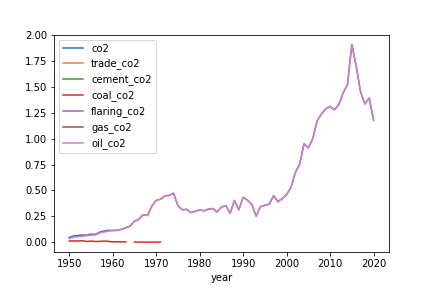 2.00
1.75
1.50
1.25
1.00
0.75
0.50
0.25
0.00
co2
trade_co2
cement_co2
coal_co2
flaring_co2
gas_co2
oil_co2
1950 1960 1970 1980 1990 2000 2010 2020
year